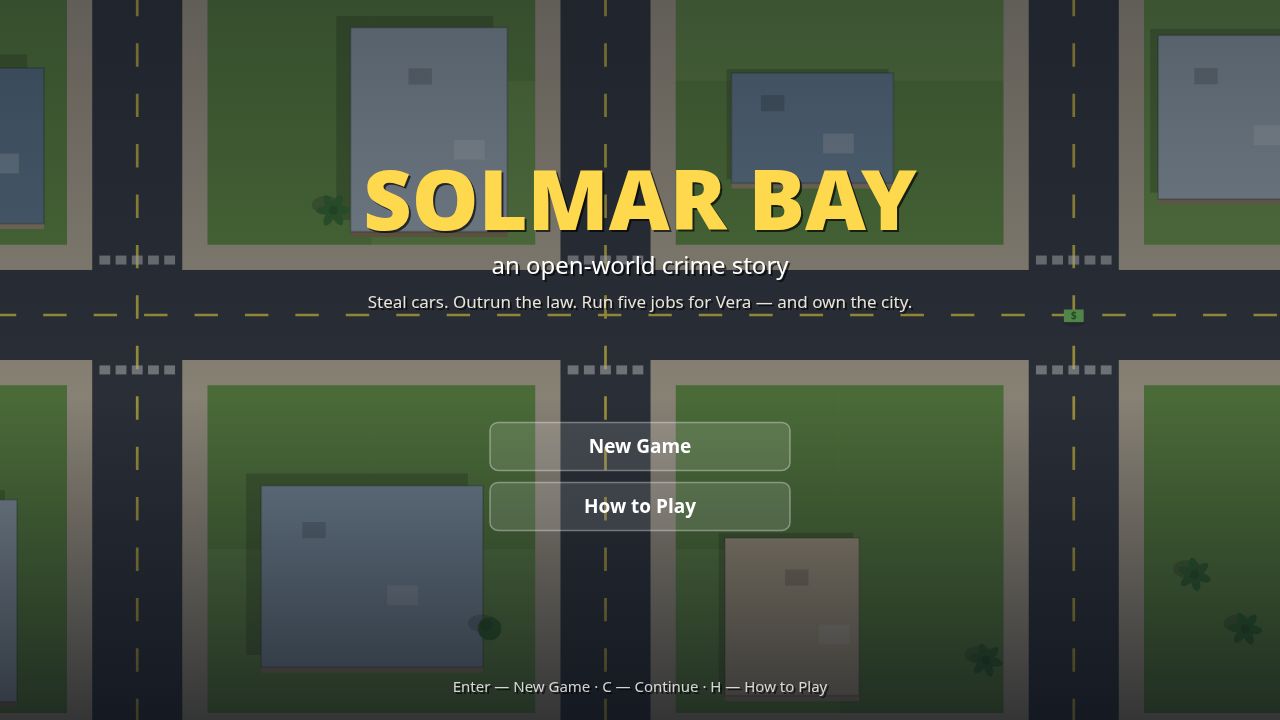 SOLMAR BAY
an open-world crime story
Steal cars. Outrun the law. Run five jobs for Vera — and own the city.
$
New Game
How to Play
Enter — New Game · C — Continue · H — How to Play